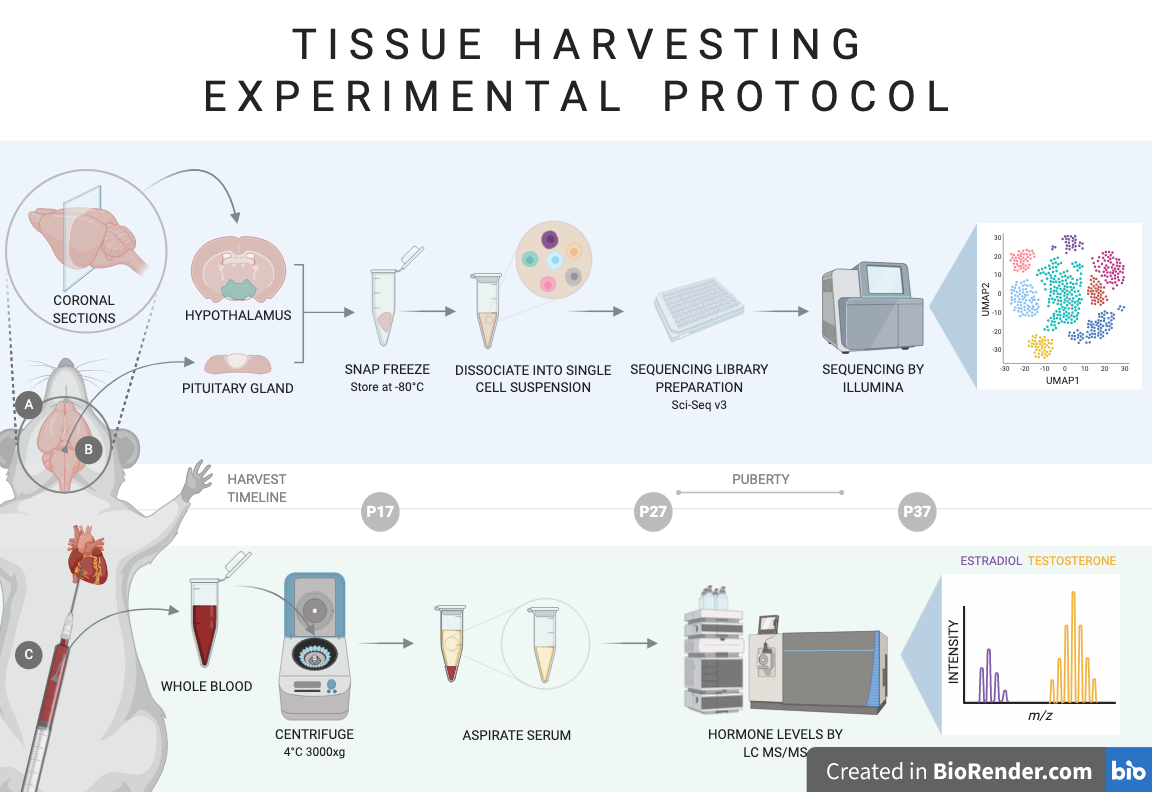 TISSUE HARVESTING
EXPERIMENTAL PROTOCOL
CORONAL
SECTIONS
HYPOTHALAMUS
PITUITARY GLAND
A
B
SNAP FREEZE
Store at -80°C
DISSOCIATE INTO SINGLE
CELL SUSPENSION
SEQUENCING LIBRARY
PREPARATION
Sci-Seq v3
SEQUENCING BY
ILLUMINA
UMAP2
30
20
10
0
-10
-20
-30
-30
-20
-10
0
10
20
30
UMAP1
HARVEST
TIMELINE
P17
P27
PUBERTY
P37
C
WHOLE BLOOD
CENTRIFUGE
4°C 3000xg
ASPIRATE SERUM
HORMONE LEVELS BY
LC MS/MS
ESTRADIOL TESTOSTERONE
INTENSITY
m/z
Created in BioRender.com
bio